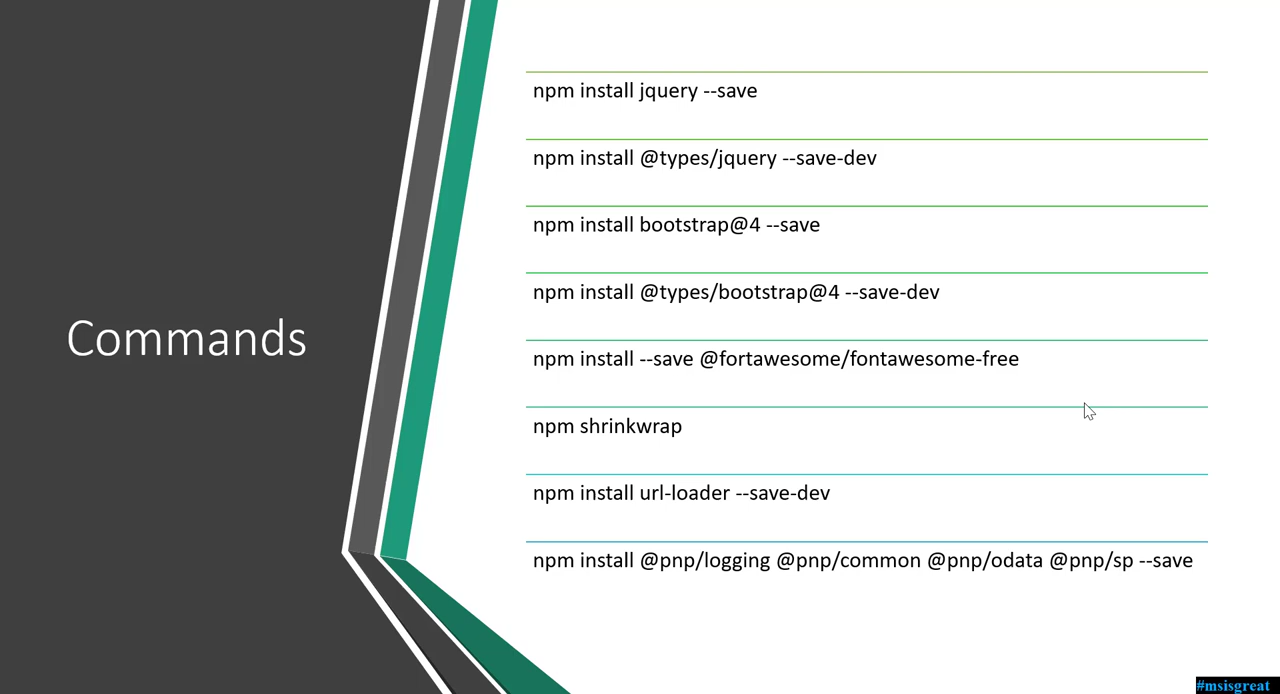 Commands
npm install jquery --save
npm install @types/jquery --save-dev
npm install bootstrap@4 --save
npm install @types/bootstrap@4 --save-dev
npm install --save @fortawesome/fontawesome-free
npm shrinkwrap
npm install url-loader --save-dev
npm install @pnp/logging @pnp/common @pnp/odata @pnp/sp --save
#msisgreat